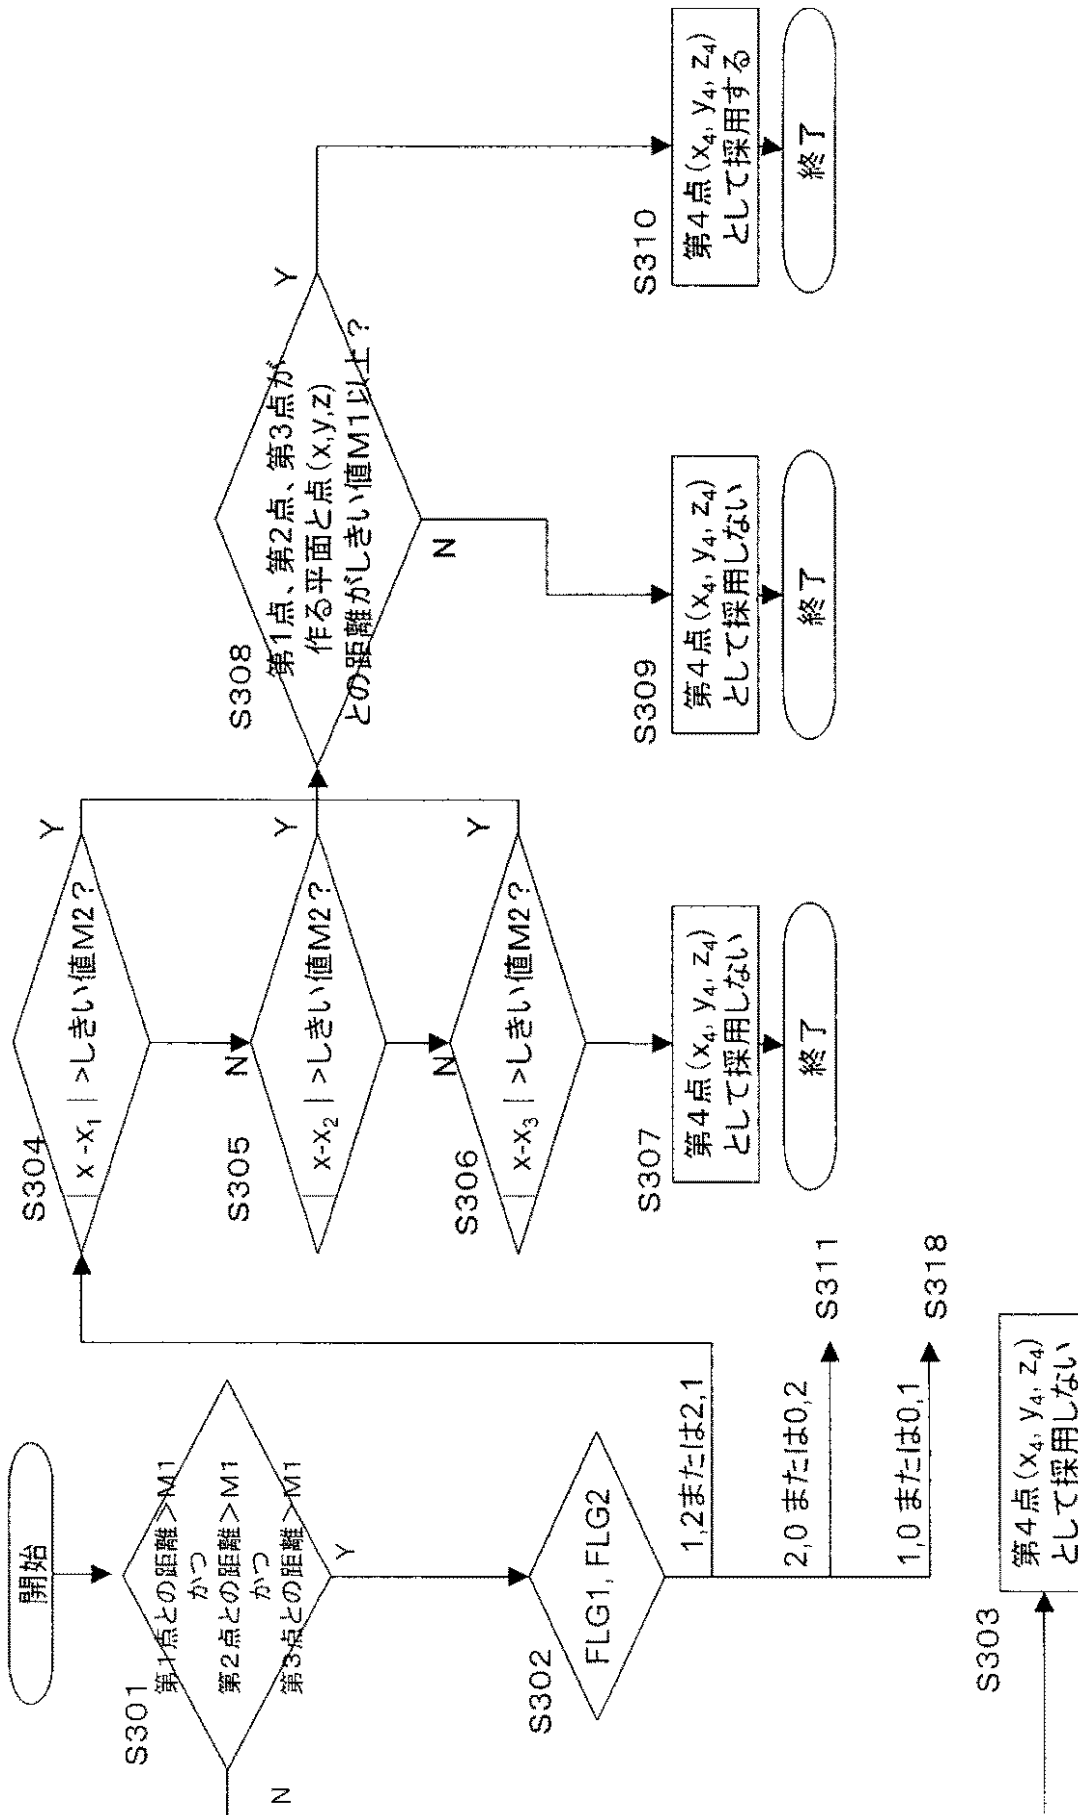 開始
S301
第1点との距離>M1
かつ
第2点との距離>M1
かつ
第3点との距離>M1
N
Y
S302
FLG1, FLG2
1,2または2,1
2,0 または0,2
S311
1,0 または0,1
S318
S303
第4点(x₄, y₄, z₄)
として採用しない
S304
| x -x₁ | >しきい値M2?
Y
N
S305
| x-x₂ | >しきい値M2?
Y
N
S306
| x-x₃ | >しきい値M2?
Y
S307
第4点(x₄, y₄, z₄)
として採用しない
終了
S308
第1点、第2点、第3点が
作る平面と点(x,y,z)
との距離がしきい値M1以上?
Y
N
S309
第4点(x₄, y₄, z₄)
として採用しない
終了
S310
第4点(x₄, y₄, z₄)
として採用する
終了